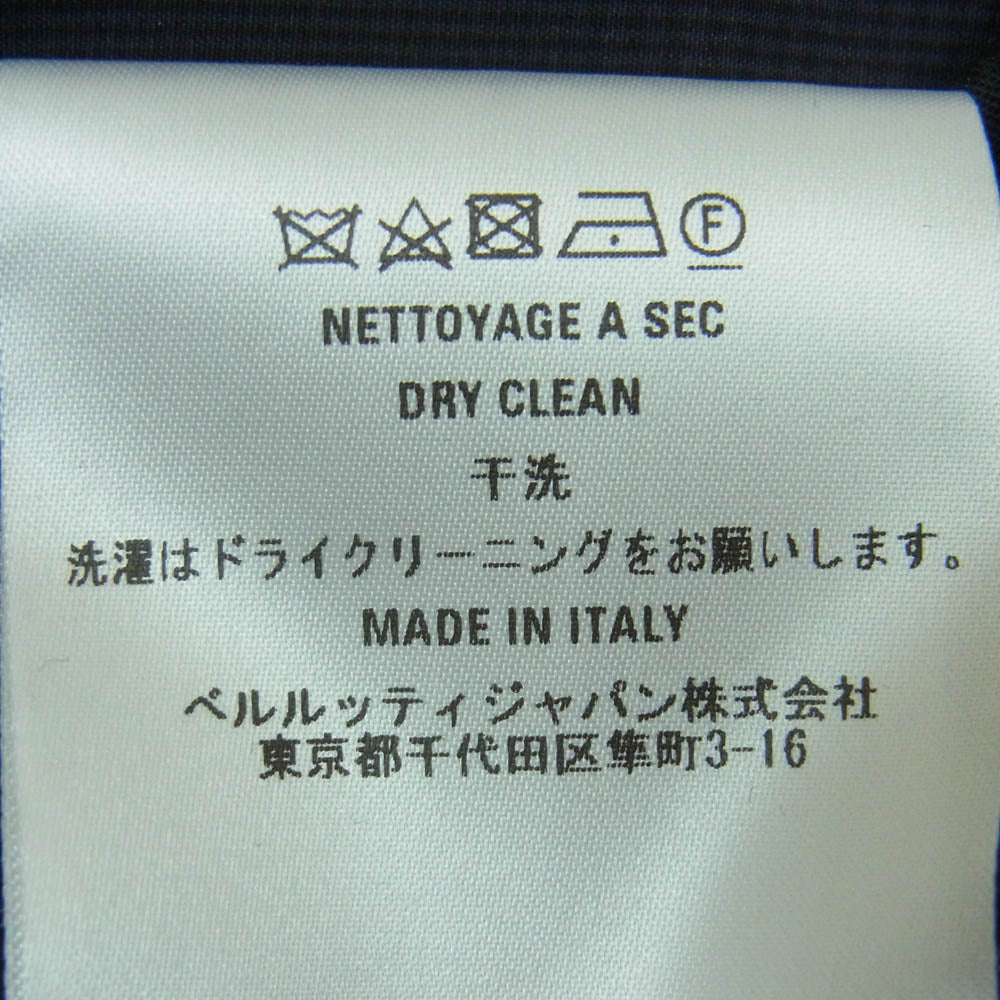 F
NETTOYAGE A SEC
DRY CLEAN
干洗
洗濯はドライクリーニングをお願いします。
MADE IN ITALY
ベルルッティジャパン株式会社
東京都千代田区隼町3-16